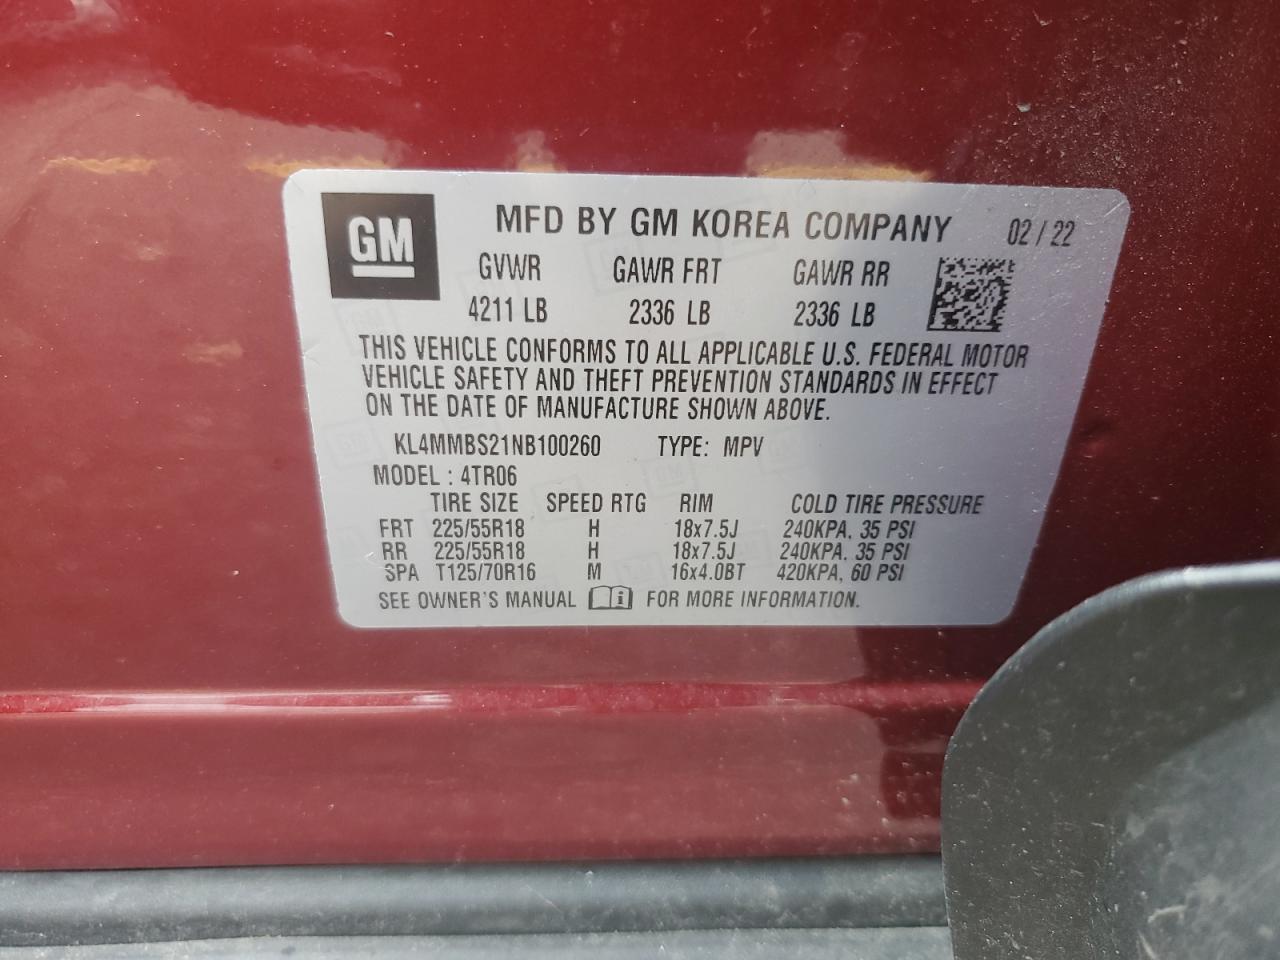 GM
MFD BY GM KOREA COMPANY 02 / 22
GVWR GAWR FRT GAWR RR
4211 LB 2336 LB 2336 LB
THIS VEHICLE CONFORMS TO ALL APPLICABLE U.S. FEDERAL MOTOR
VEHICLE SAFETY AND THEFT PREVENTION STANDARDS IN EFFECT
ON THE DATE OF MANUFACTURE SHOWN ABOVE.
KL4MMBS21NB100260 TYPE: MPV
MODEL : 4TR06
TIRE SIZE SPEED RTG RIM COLD TIRE PRESSURE
FRT 225/55R18 H 18x7.5J 240KPA, 35 PSI
RR 225/55R18 H 18x7.5J 240KPA, 35 PSI
SPA T125/70R16 M 16x4.0BT 420KPA, 60 PSI
SEE OWNER'S MANUAL i FOR MORE INFORMATION.